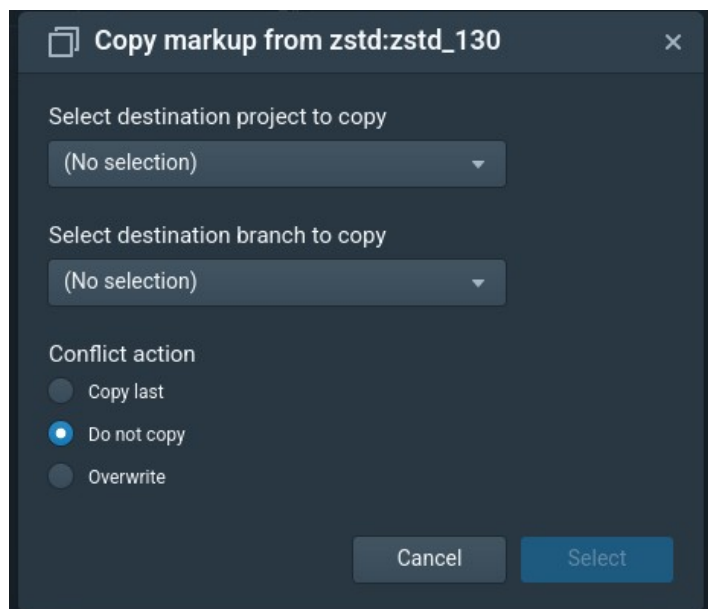 Copy markup from zstd:zstd_130
Select destination project to copy
(No selection)
Select destination branch to copy
(No selection)
Conflict action
Copy last
Do not copy
Overwrite
Cancel
Select